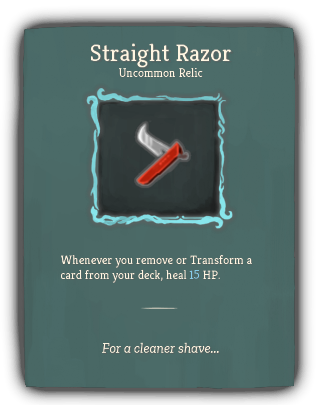 Straight Razor
Uncommon Relic
Whenever you remove or Transform a
card from your deck, heal 15 HP.
For a cleaner shave...